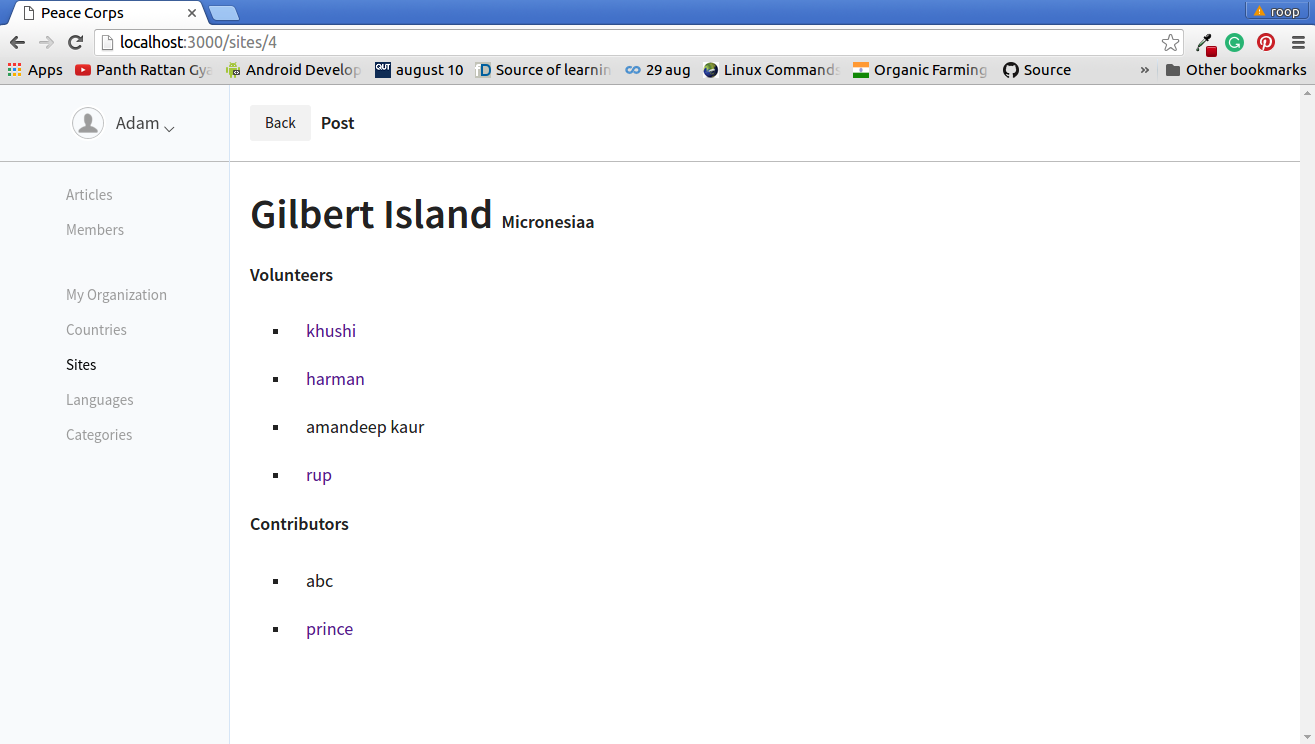 Peace Corps
roop
localhost:3000/sites/4
Apps Panth Rattan Gya Android Develop QUT august 10 Source of learnin 29 aug Linux Commands Organic Farming Source » Other bookmarks
Adam
Back Post
Articles
Members
My Organization
Countries
Sites
Languages
Categories
Gilbert Island Micronesiaa
Volunteers
khushi
harman
amandeep kaur
rup
Contributors
abc
prince